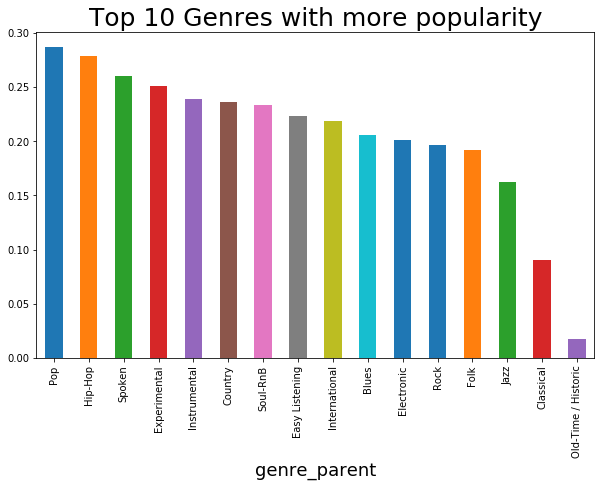 Top 10 Genres with more popularity
0.30
0.25
0.20
0.15
0.10
0.05
0.00
Pop
Hip-Hop
Spoken
Experimental
Instrumental
Country
Soul-RnB
Easy Listening
International
Blues
Electronic
Rock
Folk
Jazz
Classical
Old-Time / Historic
genre_parent